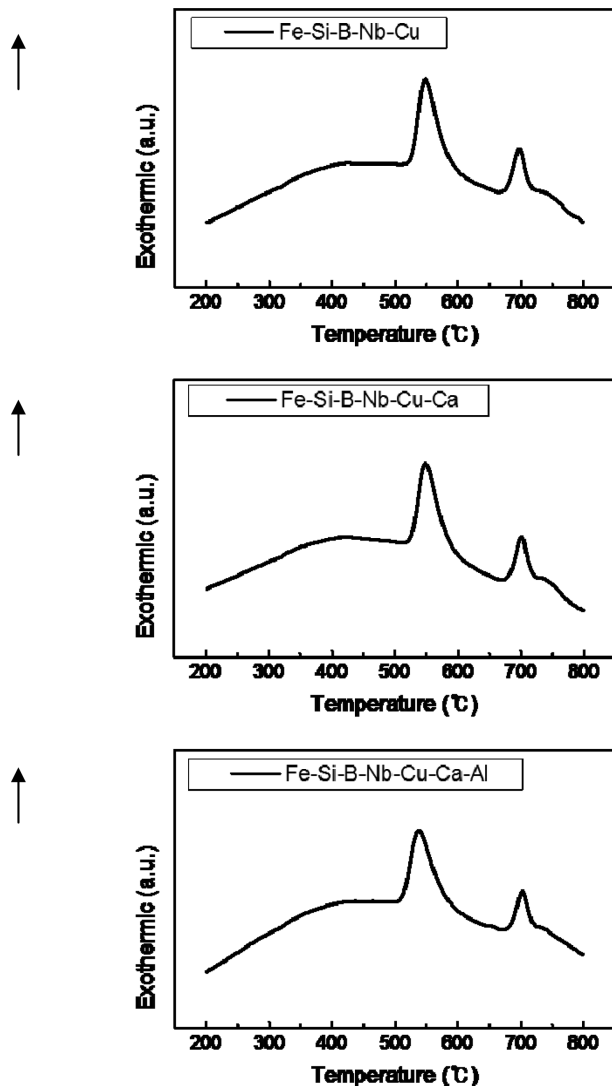 Fe-Si-B-Nb-Cu
Exothermic (a.u.)
200 300 400 500 600 700 800
Temperature (℃)
Fe-Si-B-Nb-Cu-Ca
Exothermic (a.u.)
200 300 400 500 600 700 800
Temperature (℃)
Fe-Si-B-Nb-Cu-Ca-Al
Exothermic (a.u.)
200 300 400 500 600 700 800
Temperature (℃)